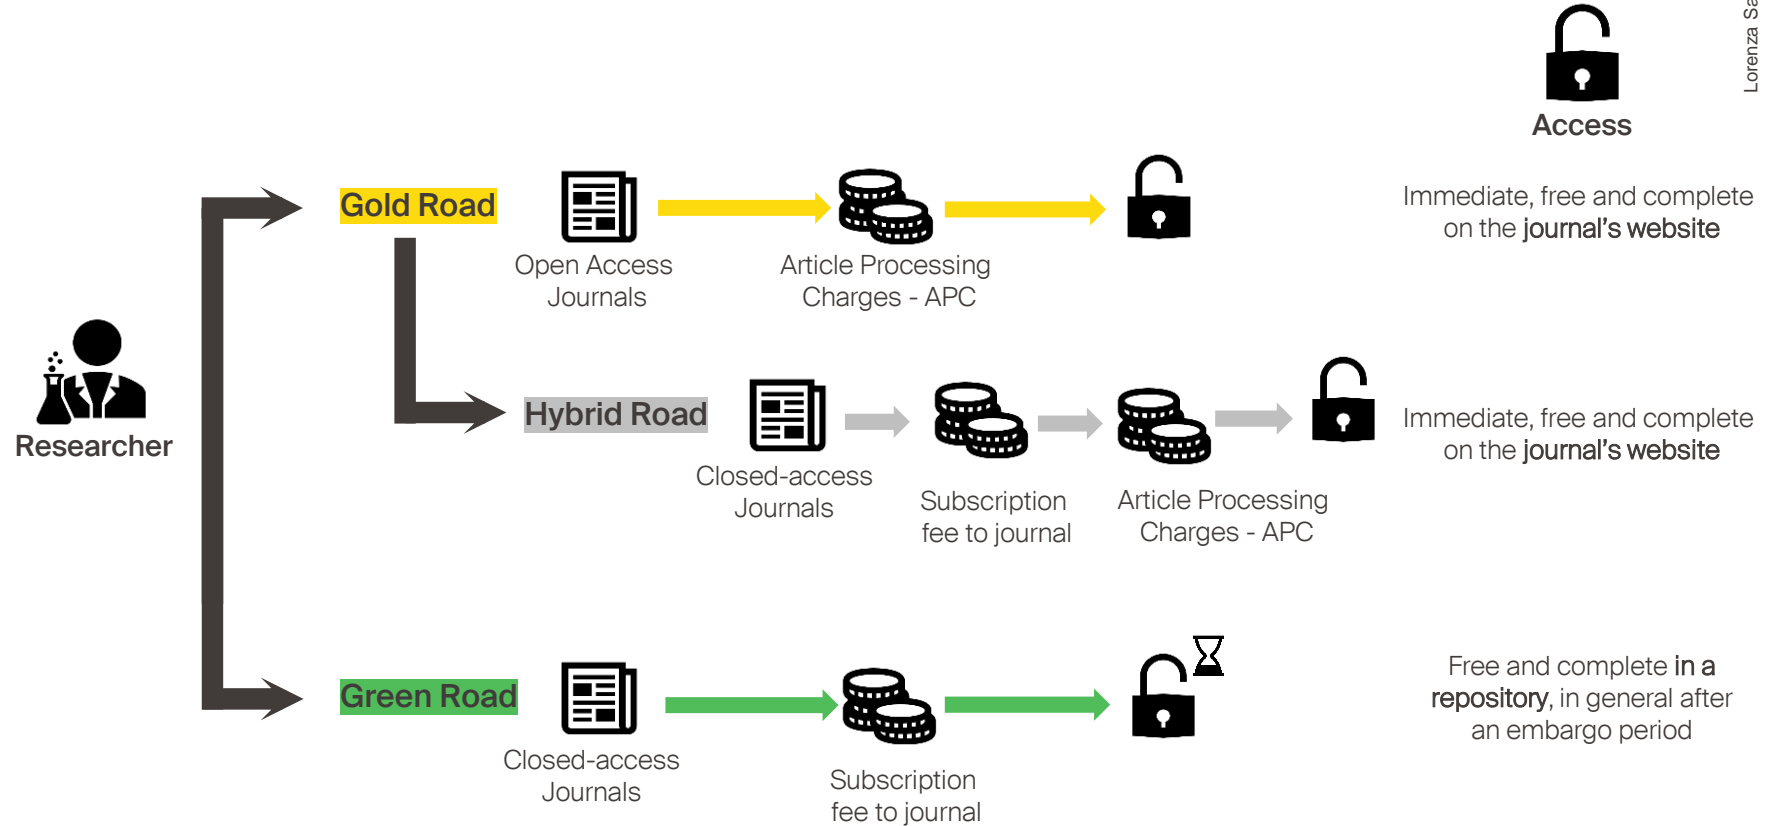 Lorenza
Access
Gold Road
Open Access
Journals
Article Processing
Charges - APC
Immediate, free and complete
on the journal's website
Researcher
Hybrid Road
Closed-access
Journals
Subscription
fee to journal
Article Processing
Charges - APC
Immediate, free and complete
on the journal's website
Green Road
Closed-access
Journals
Subscription
fee to journal
Free and complete in a
repository, in general after
an embargo period